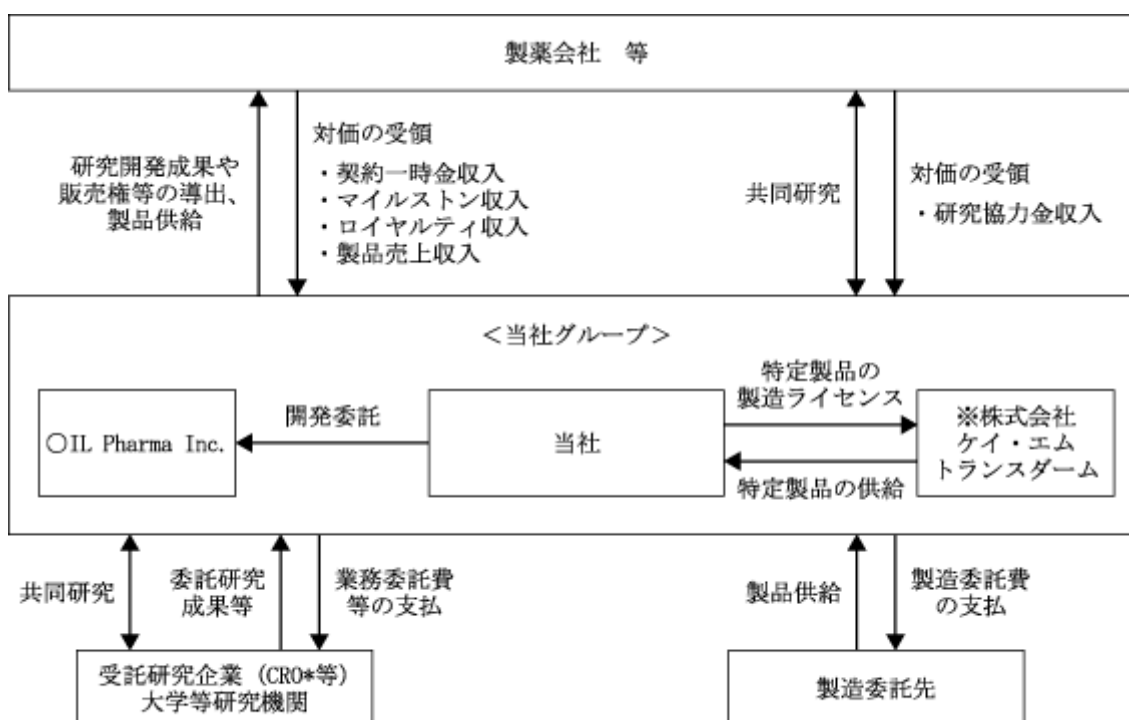 製薬会社　等
研究開発成果や
販売権等の導出、
製品供給
対価の受領
・契約一時金収入
・マイルストン収入
・ロイヤルティ収入
・製品売上収入
共同研究
対価の受領
・研究協力金収入
＜当社グループ＞
○IL Pharma Inc.
開発委託
当社
特定製品の
製造ライセンス
特定製品の供給
※株式会社
ケイ・エム
トランスダーム
共同研究
委託研究
成果等
業務委託費
等の支払
製品供給
製造委託費
の支払
受託研究企業（CRO*等）
大学等研究機関
製造委託先